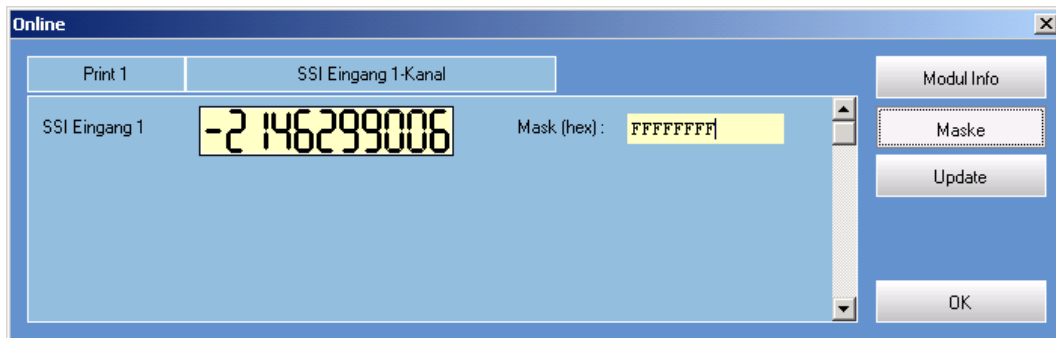 Online
Print 1 SSI Eingang 1-Kanal
Modul Info
SSI Eingang 1 -2146299006 Mask (hex) : FFFFFFFF
Maske
Update
OK